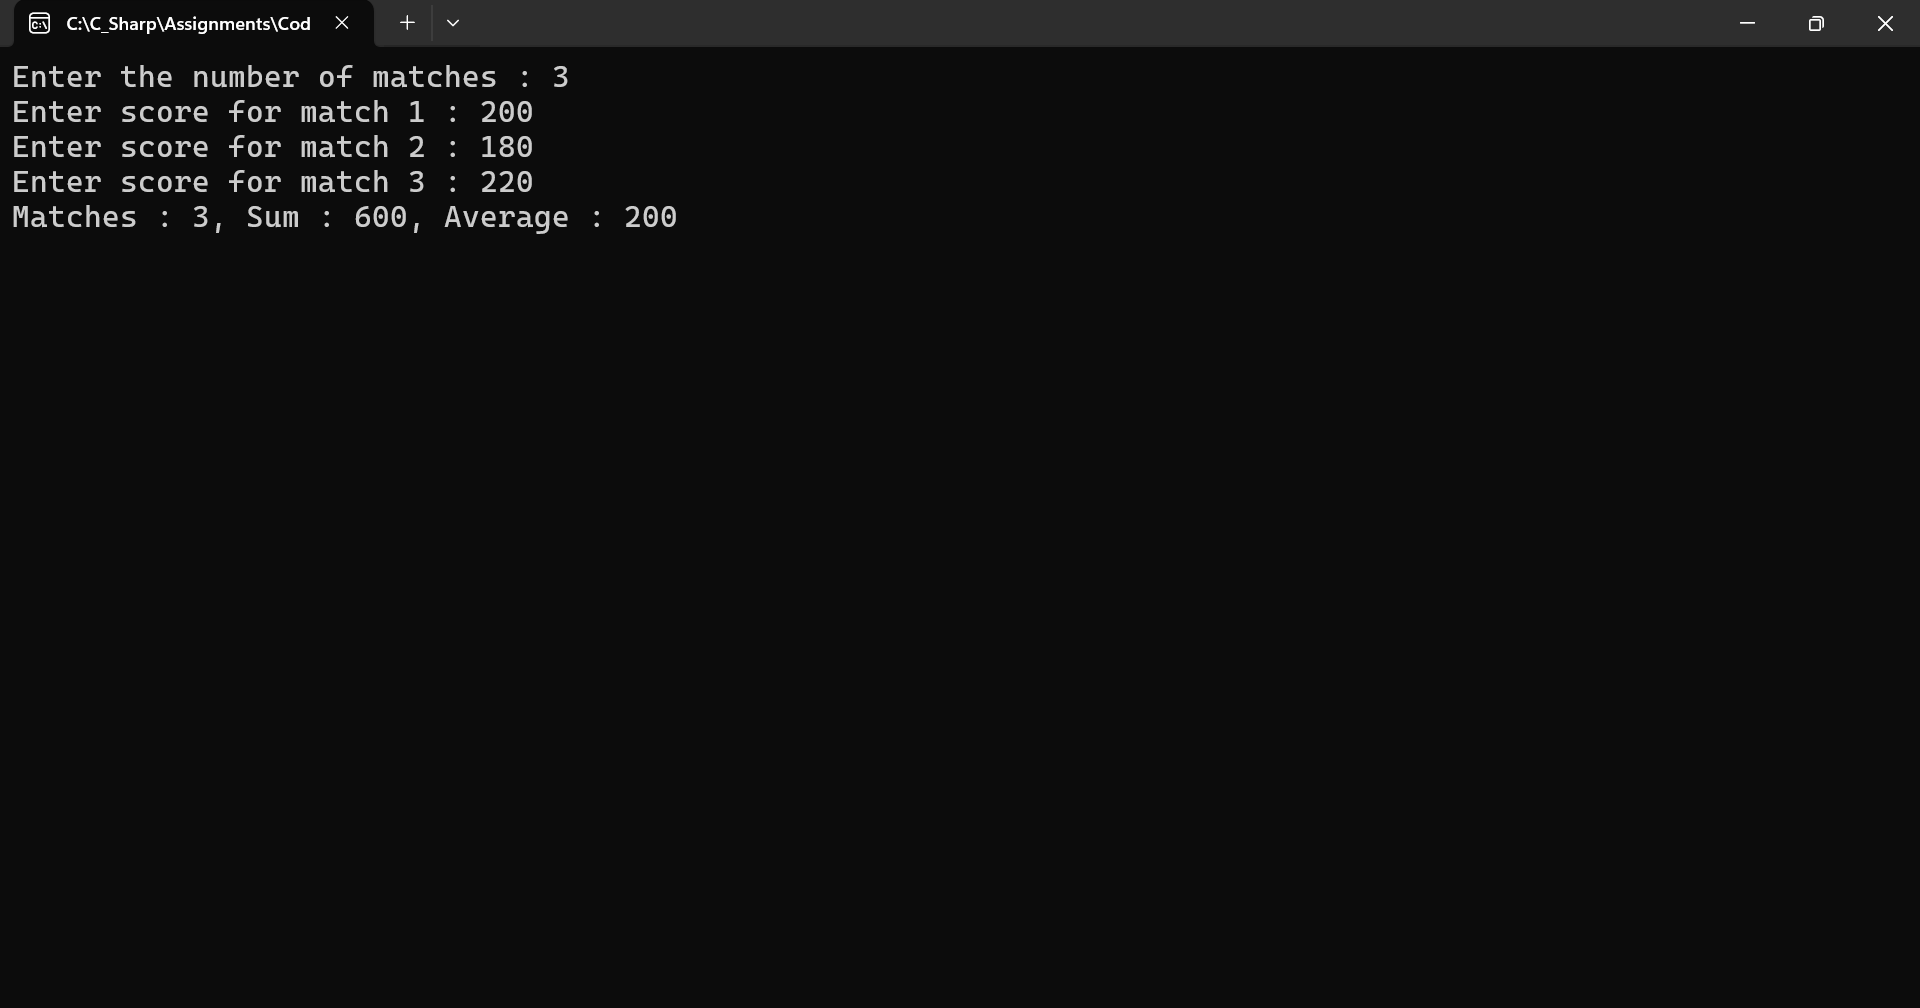 C:\C_Sharp\Assignments\Cod
Enter the number of matches : 3
Enter score for match 1 : 200
Enter score for match 2 : 180
Enter score for match 3 : 220
Matches : 3, Sum : 600, Average : 200